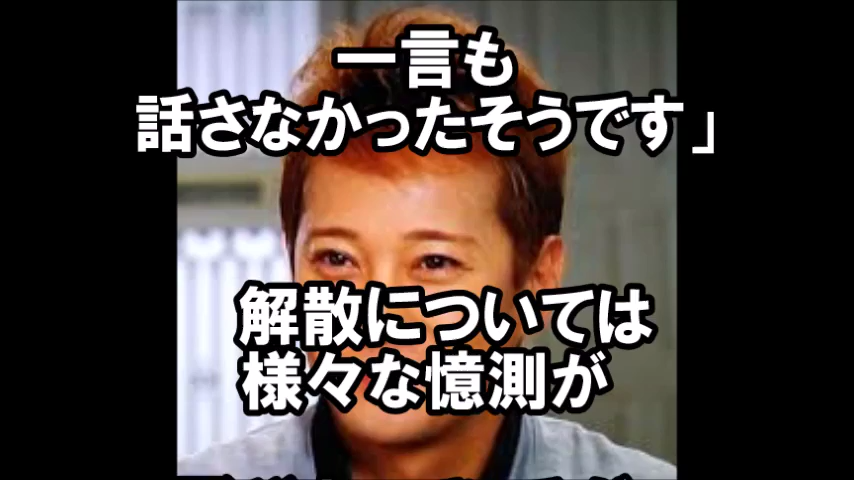 一言も
話さなかったそうです」
解散については
様々な憶測が